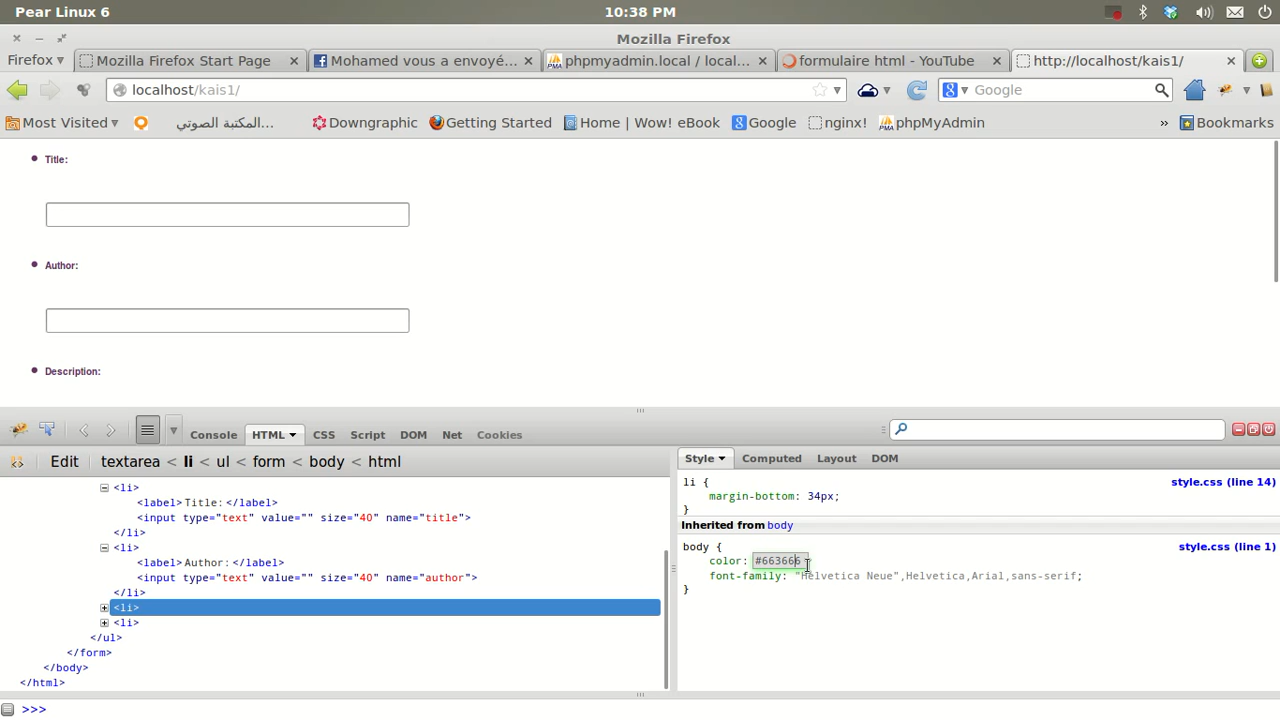 Pear Linux 6
10:38 PM
Mozilla Firefox
Firefox
Mozilla Firefox Start Page
Mohamed vous a envoyé...
phpmyadmin.local / local...
formulaire html - YouTube
http://localhost/kais1/
localhost/kais1/
Google
Most Visited
المكتبة الصوتي...
Downgraphic
Getting Started
Home | Wow! eBook
Google
nginx!
phpMyAdmin
»
Bookmarks
Title:
Author:
Description:
Console
HTML
CSS
Script
DOM
Net
Cookies
Edit
textarea < li < ul < form < body < html
Style
Computed
Layout
DOM
<li>
<label>Title:</label>
<input type="text" value="" size="40" name="title">
</li>
<li>
<label>Author:</label>
<input type="text" value="" size="40" name="author">
</li>
<li>
<li>
</ul>
</form>
</body>
</html>
li {
style.css (line 14)
margin-bottom: 34px;
}
Inherited from body
body {
style.css (line 1)
color: #663666
font-family: "Helvetica Neue",Helvetica,Arial,sans-serif;
}
>>>